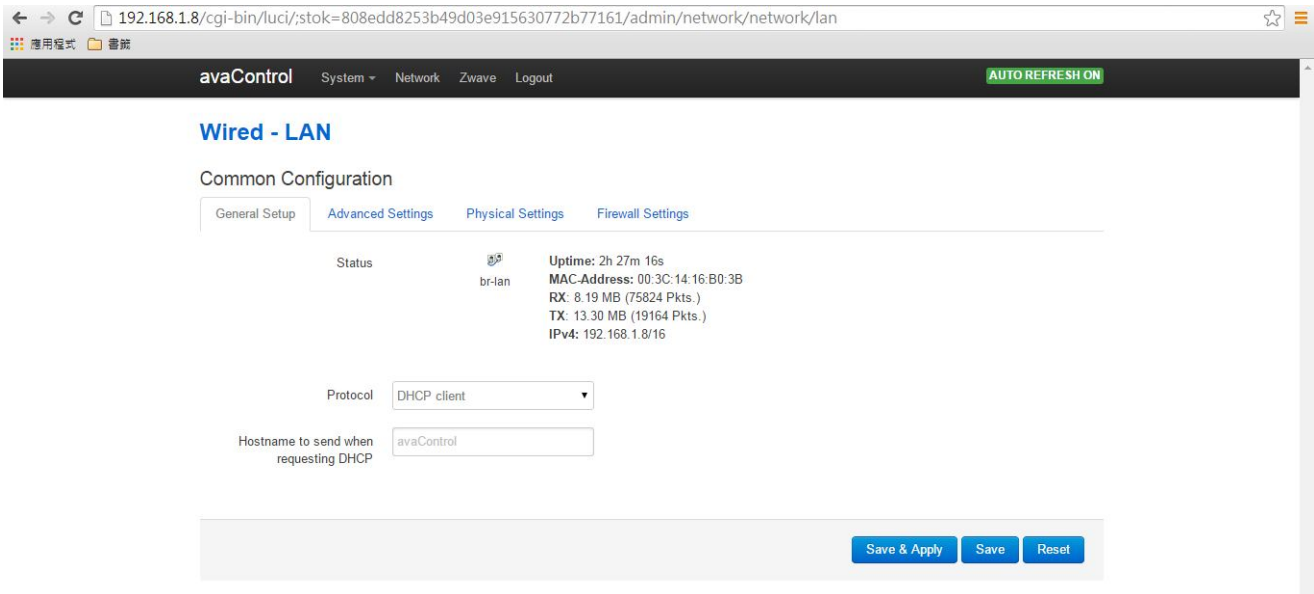 192.168.1.8/cgi-bin/luci/;stok=808edd8253b49d03e915630772b77161/admin/network/network/lan
應用程式 書籤
avaControl System Network Zwave Logout AUTO REFRESH ON
Wired - LAN
Common Configuration
General Setup Advanced Settings Physical Settings Firewall Settings
Status
br-lan
Uptime: 2h 27m 16s
MAC-Address: 00:3C:14:16:B0:3B
RX: 8.19 MB (75824 Pkts.)
TX: 13.30 MB (19164 Pkts.)
IPv4: 192.168.1.8/16
Protocol DHCP client
Hostname to send when
requesting DHCP
avaControl
Save & Apply Save Reset